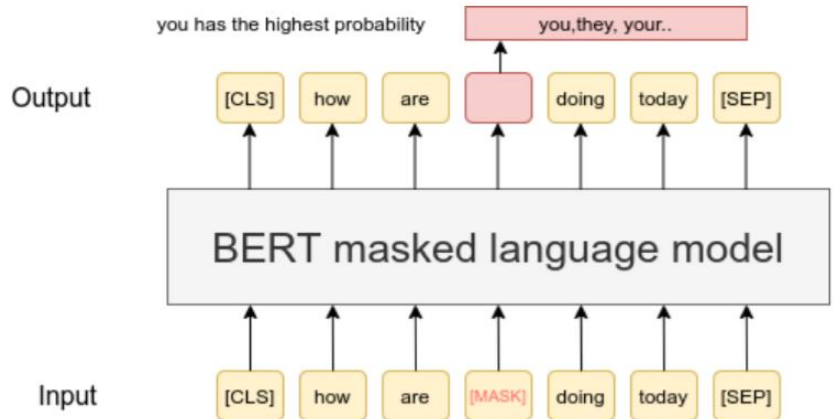 you has the highest probability you,they, your..
Output [CLS] how are doing today [SEP]
BERT masked language model
Input [CLS] how are [MASK] doing today [SEP]